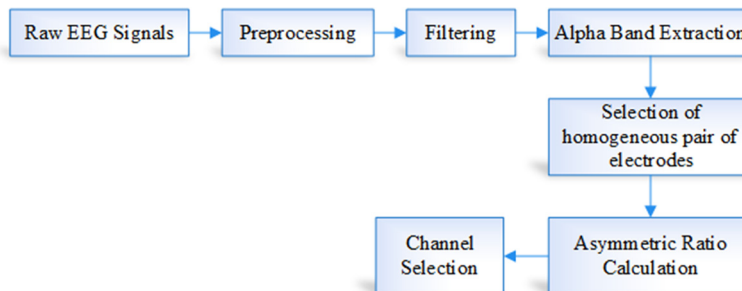 Raw EEG Signals
Preprocessing
Filtering
Alpha Band Extraction
Selection of
homogeneous pair of
electrodes
Channel
Selection
Asymmetric Ratio
Calculation